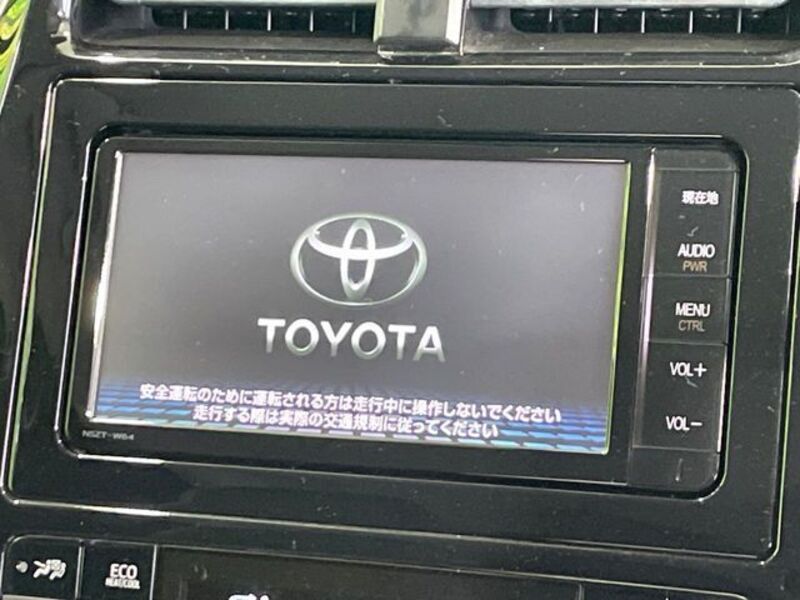 現在地
AUDIO
PWR
MENU
CTRL
VOL+
VOL-
TOYOTA
安全運転のために運転される方は走行中に操作しないでください
走行する際は実際の交通規制に従ってください
NSZT-W64
ECO
HEAT/COOL